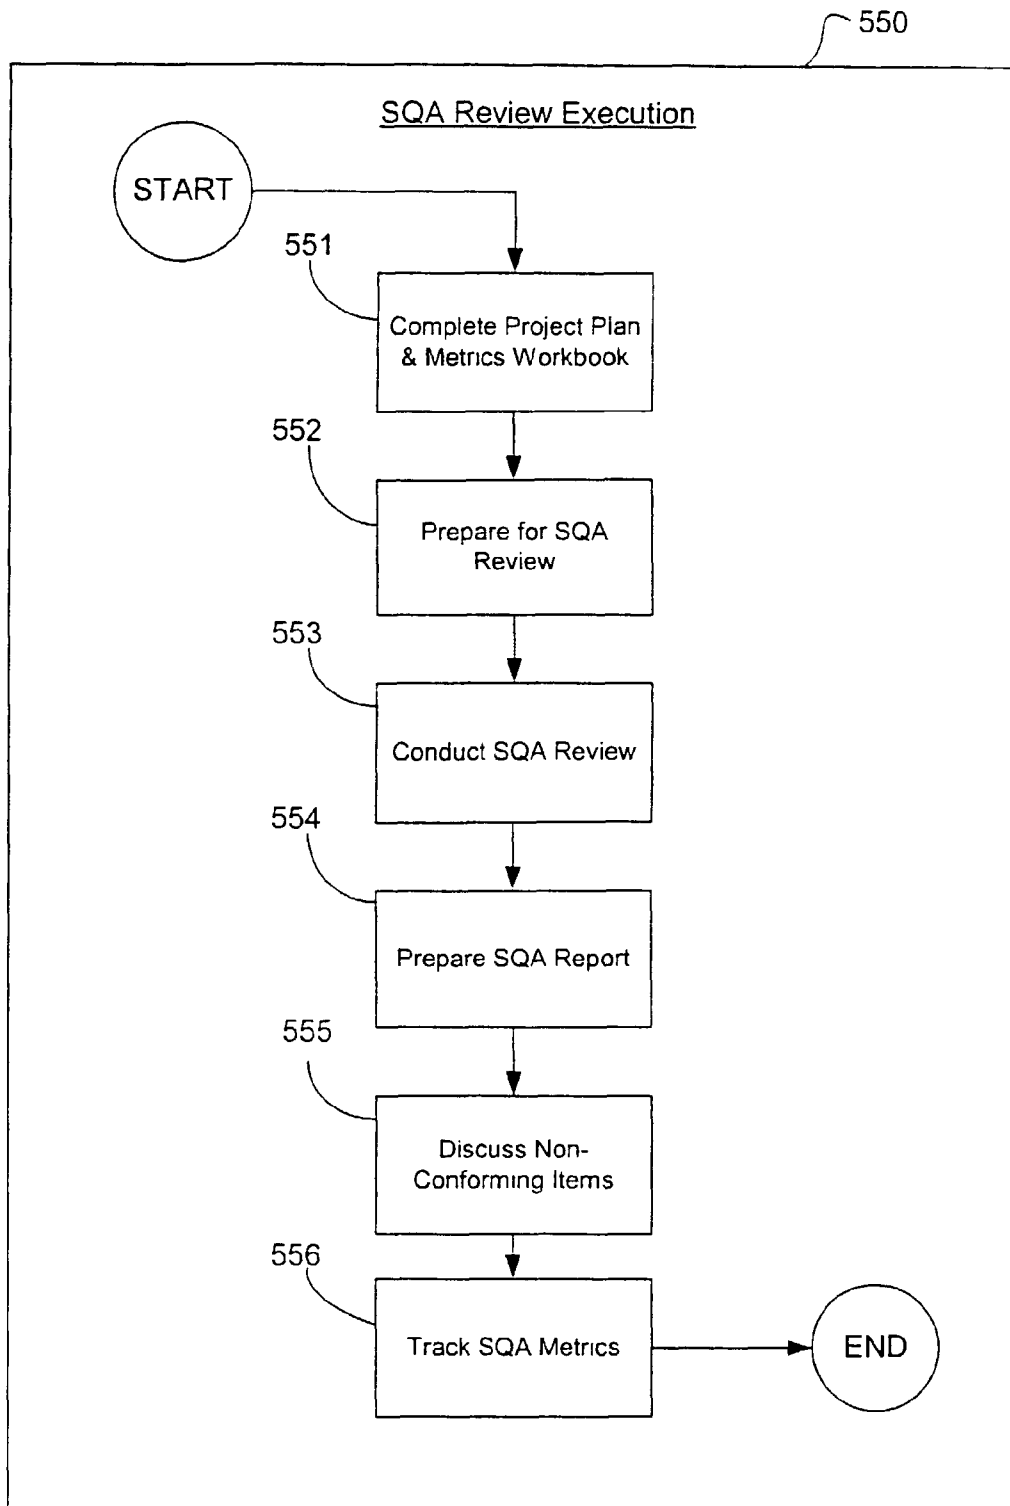 550
SQA Review Execution
START
551
Complete Project Plan
& Metrics Workbook
552
Prepare for SQA
Review
553
Conduct SQA Review
554
Prepare SQA Report
555
Discuss Non-
Conforming Items
556
Track SQA Metrics
END